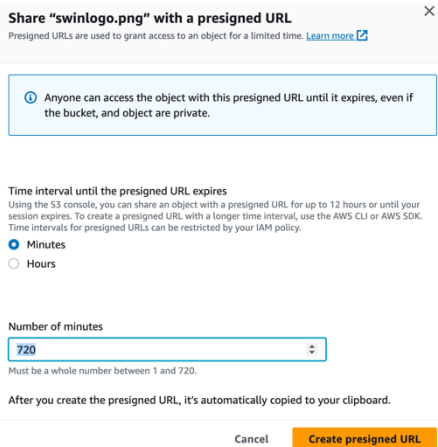 Share “swinlogo.png” with a presigned URL
Presigned URLs are used to grant access to an object for a limited time. Learn more
Anyone can access the object with this presigned URL until it expires, even if
the bucket, and object are private.
Time interval until the presigned URL expires
Using the S3 console, you can share an object with a presigned URL for up to 12 hours or until your
session expires. To create a presigned URL with a longer time interval, use the AWS CLI or AWS SDK.
Time intervals for presigned URLs can be restricted by your IAM policy.
Minutes
Hours
Number of minutes
720
Must be a whole number between 1 and 720.
After you create the presigned URL, it's automatically copied to your clipboard.
Cancel
Create presigned URL